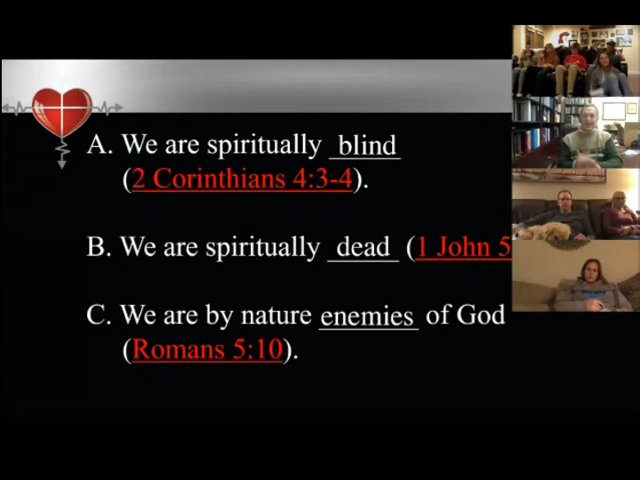 A. We are spiritually blind
(2 Corinthians 4:3-4).
B. We are spiritually dead (1 John 5
C. We are by nature enemies of God
(Romans 5:10).